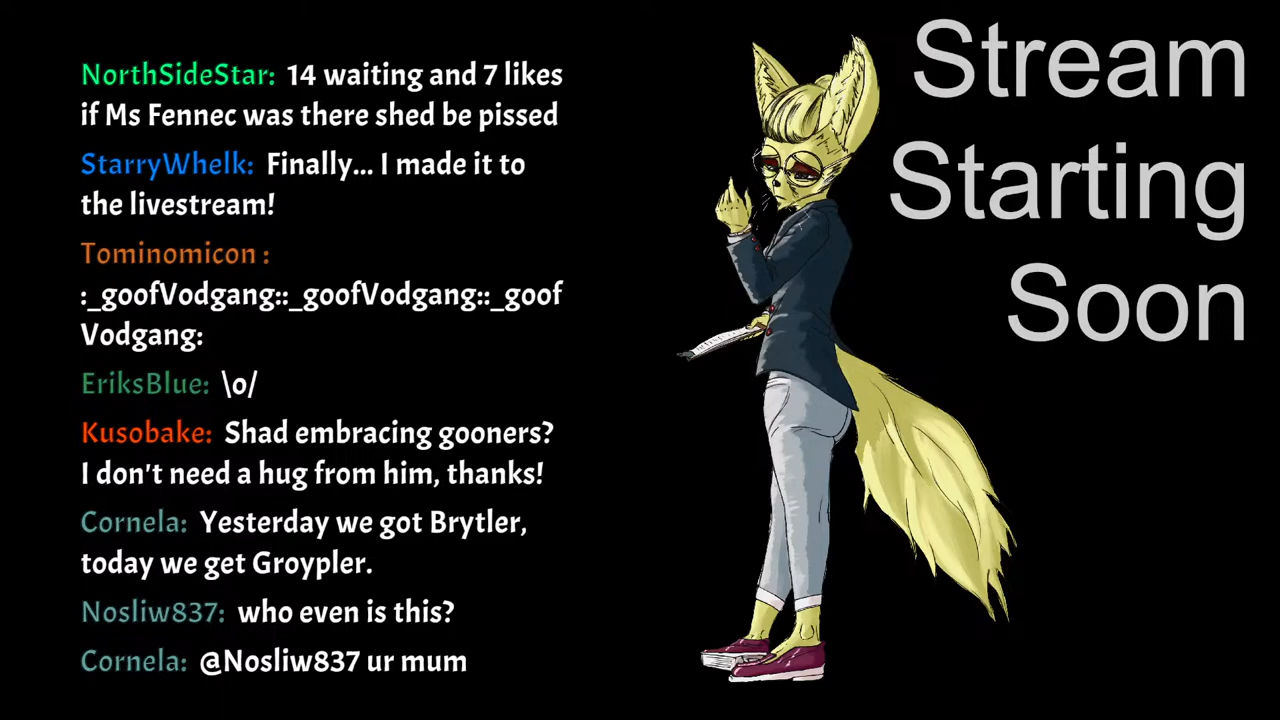 NorthSideStar: 14 waiting and 7 likes
if Ms Fennec was there shed be pissed
StarryWhelk: Finally... I made it to
the livestream!
Tominomicon :
:_goofVodgang::_goofVodgang::_goof
Vodgang:
EriksBlue: \o/
Kusobake: Shad embracing gooners?
I don't need a hug from him, thanks!
Cornela: Yesterday we got Brytler,
today we get Groypler.
Nosliw837: who even is this?
Cornela: @Nosliw837 ur mum
Stream
Starting
Soon